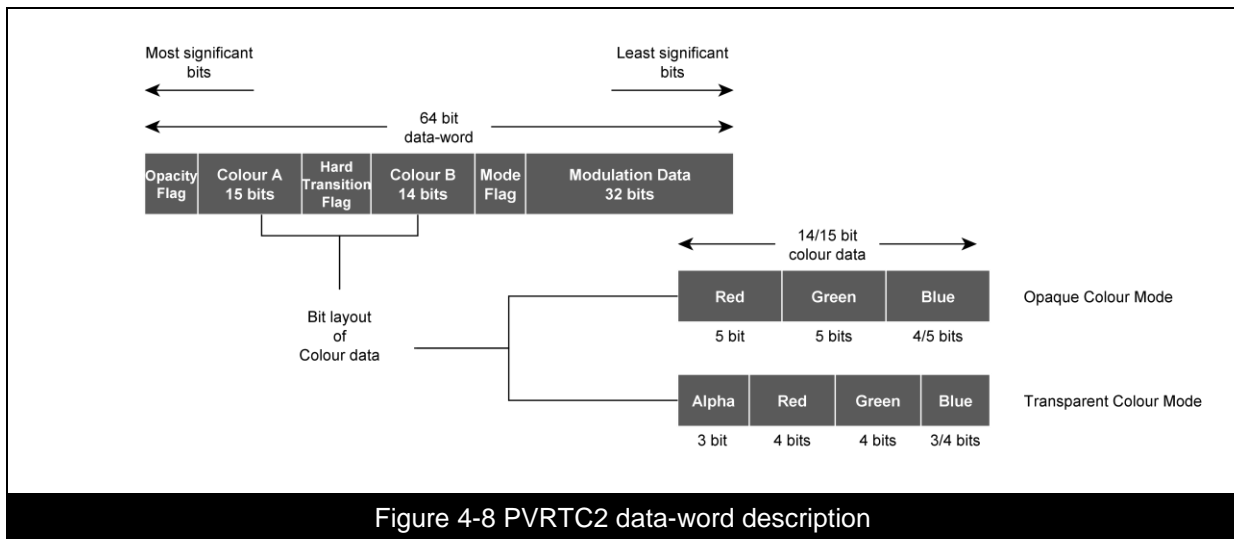 Most significant
bits
Least significant
bits
64 bit
data-word
Opacity
Flag
Colour A
15 bits
Hard
Transition
Flag
Colour B
14 bits
Mode
Flag
Modulation Data
32 bits
14/15 bit
colour data
Red
Green
Blue
Opaque Colour Mode
5 bit
5 bits
4/5 bits
Bit layout
of
Colour data
Alpha
Red
Green
Blue
Transparent Colour Mode
3 bit
4 bits
4 bits
3/4 bits
Figure 4-8 PVRTC2 data-word description